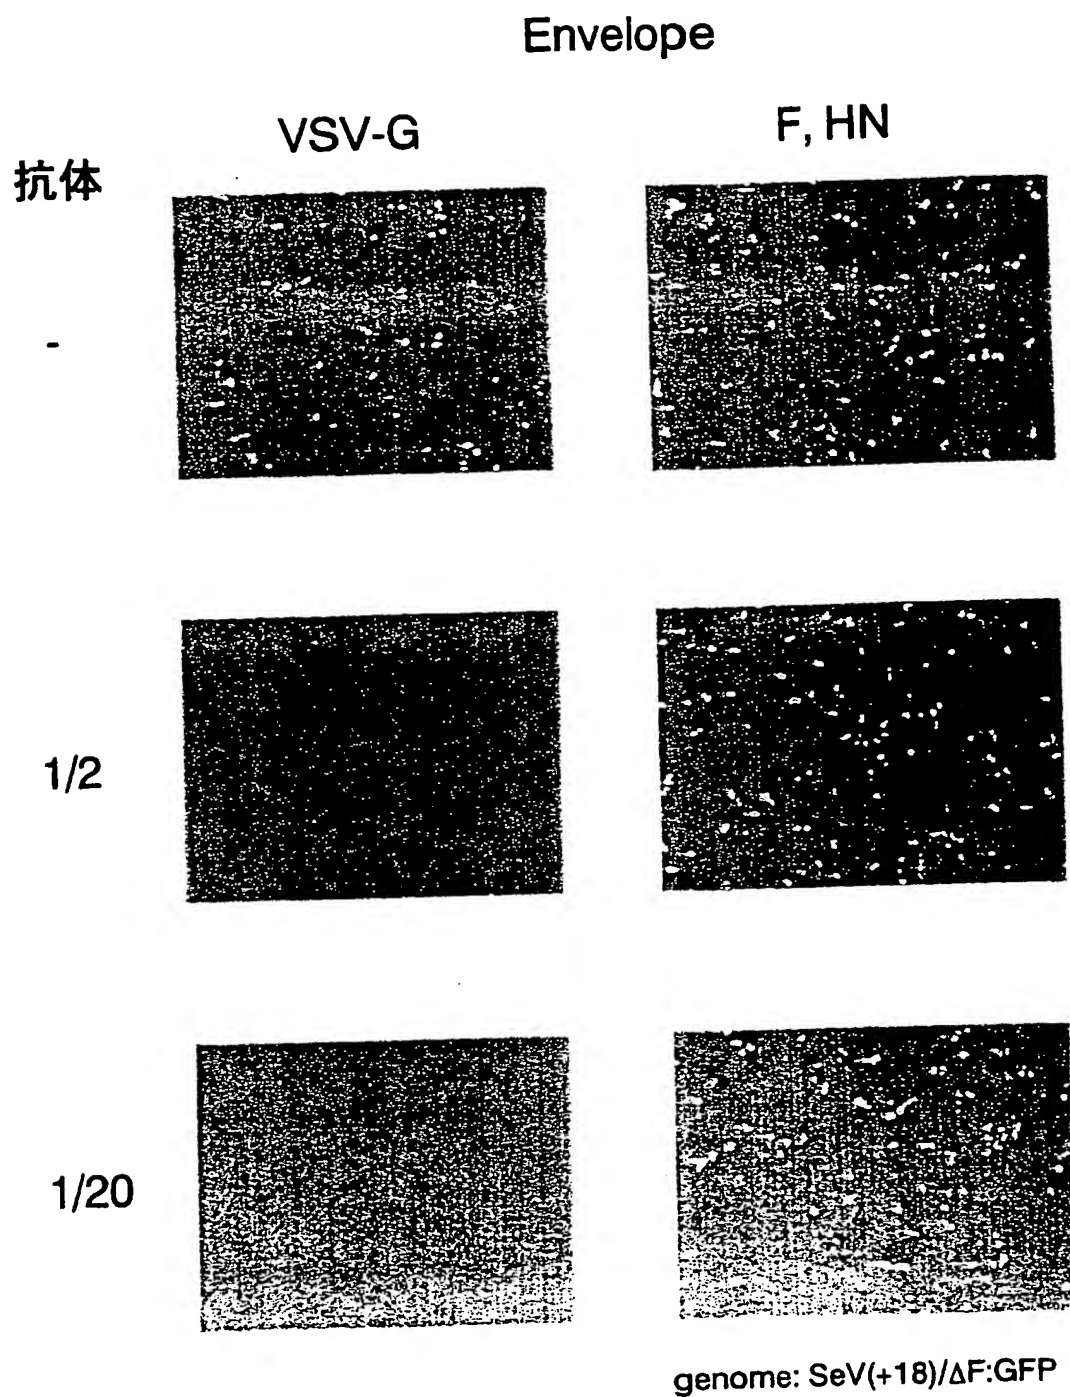 Envelope
VSV-G
F, HN
抗体
-
1/2
1/20
genome: SeV(+18)/ΔF:GFP